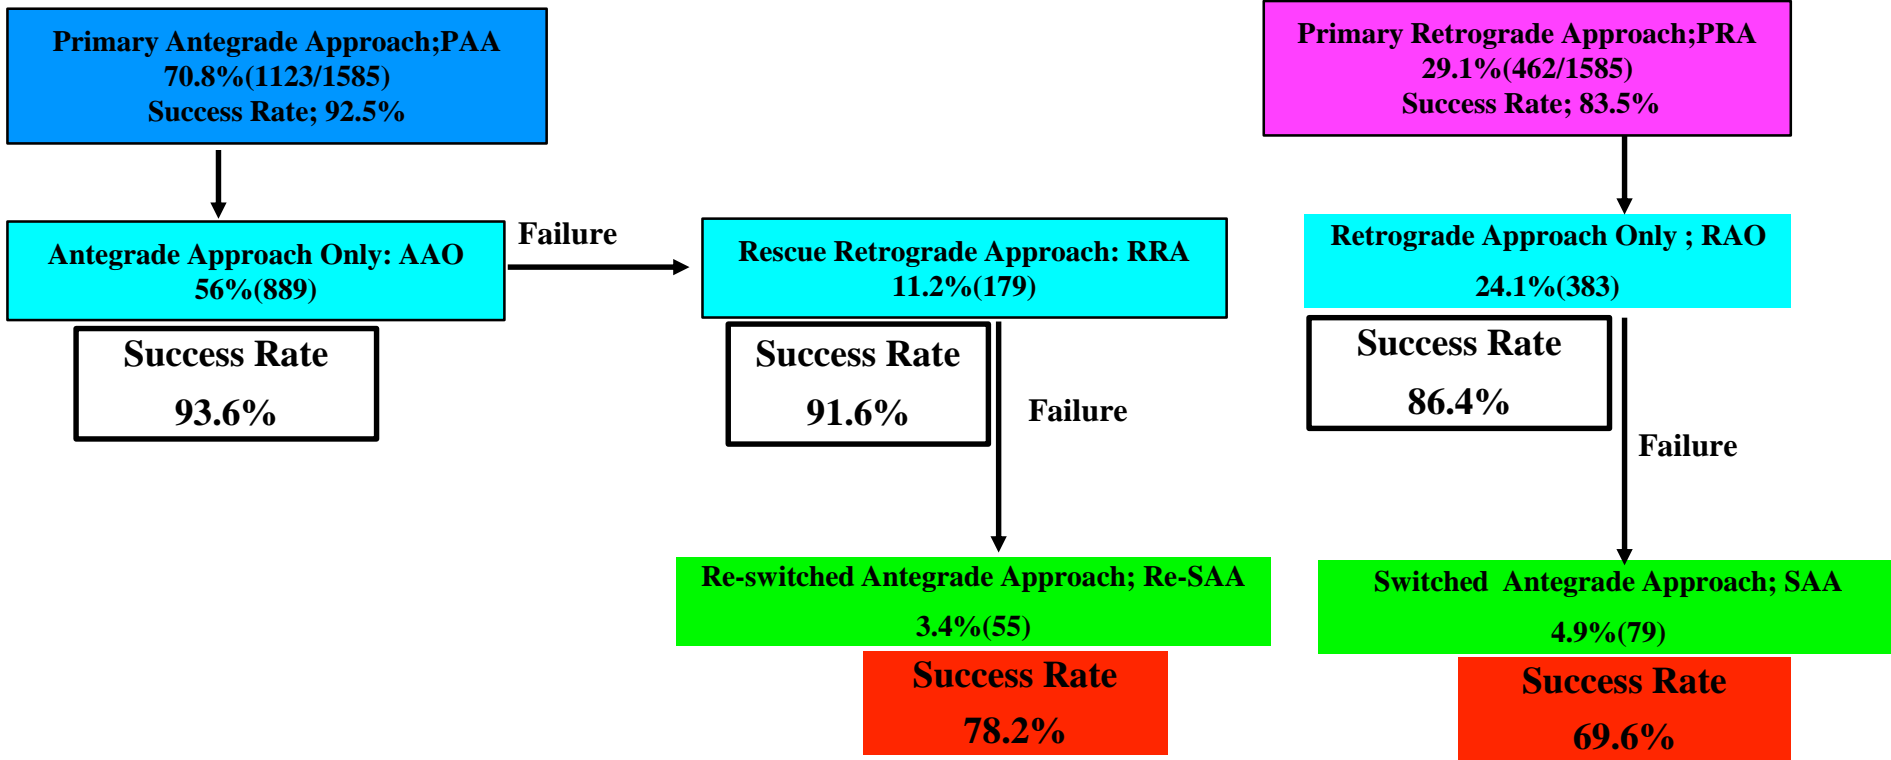 Primary Antegrade Approach;PAA
70.8%(1123/1585)
Success Rate; 92.5%
Primary Retrograde Approach;PRA
29.1%(462/1585)
Success Rate; 83.5%
Antegrade Approach Only: AAO
56%(889)
Failure
Rescue Retrograde Approach: RRA
11.2%(179)
Retrograde Approach Only ; RAO
24.1%(383)
Success Rate
93.6%
Success Rate
91.6%
Failure
Success Rate
86.4%
Failure
Re-switched Antegrade Approach; Re-SAA
3.4%(55)
Success Rate
78.2%
Switched Antegrade Approach; SAA
4.9%(79)
Success Rate
69.6%